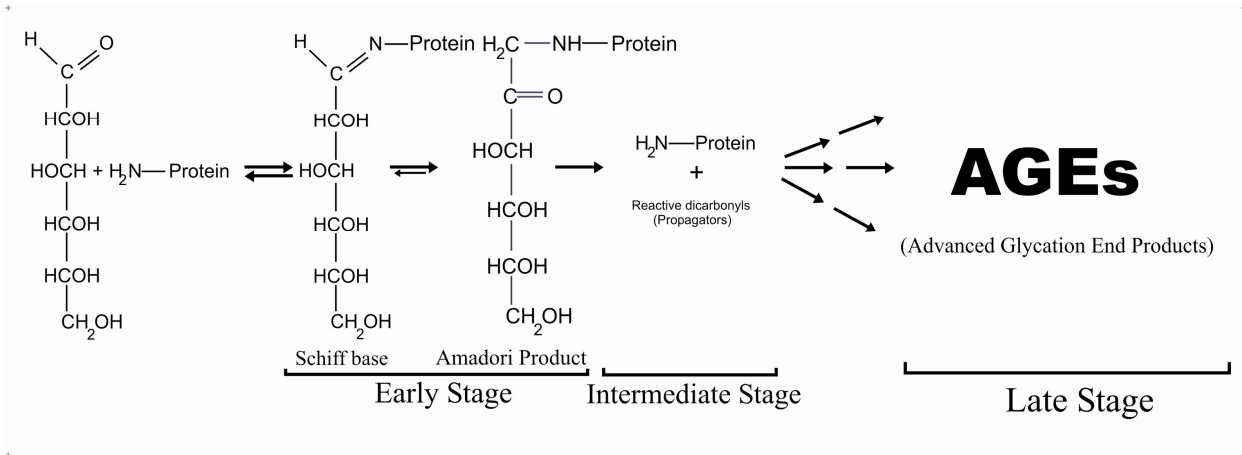 H O
C
HCOH
HOCH + H2N—Protein
HCOH
HCOH
CH2OH
H N—Protein
C
HCOH
HOCH
HCOH
HCOH
CH2OH
Schiff base
H2C—NH—Protein
C=O
HOCH
HCOH
HCOH
CH2OH
Amadori Product
Early Stage
H2N—Protein
+
Reactive dicarbonyls
(Propagators)
Intermediate Stage
AGEs
(Advanced Glycation End Products)
Late Stage